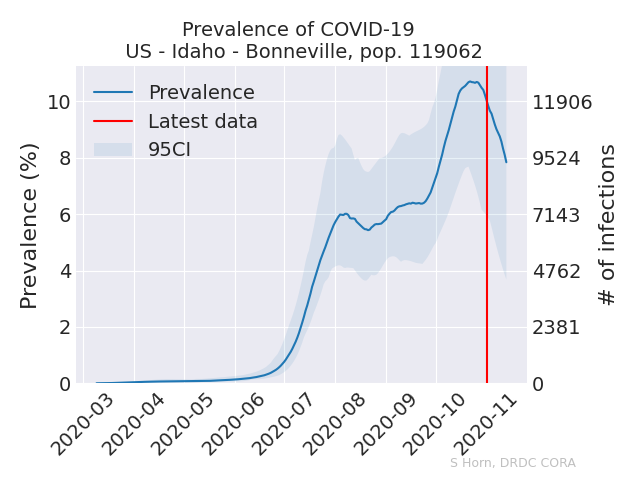 Prevalence of COVID-19
US - Idaho - Bonneville, pop. 119062
Prevalence
Latest data
95CI
Prevalence (%)
10
8
6
4
2
0
11906
9524
7143
4762
2381
0
# of infections
2020-03
2020-04
2020-05
2020-06
2020-07
2020-08
2020-09
2020-10
2020-11
S Horn, DRDC CORA